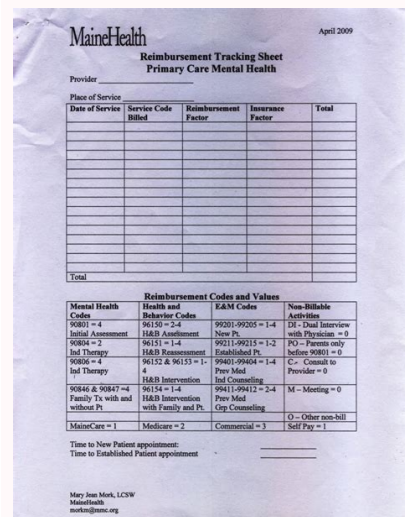 MaineHealth
April 2009
Reimbursement Tracking Sheet
Primary Care Mental Health
Provider
Place of Service
Date of Service Service Code Billed Reimbursement Factor Insurance Factor Total
Total
Reimbursement Codes and Values
Mental Health Codes Health and Behavior Codes E&M Codes Non-Billable Activities
90801 = 4 Initial Assessment 96150 = 2-4 H&B Assessment 99201-99205 = 1-4 New Pt. DI - Dual Interview with Physician = 0
90804 = 2 Ind Therapy 96151 = 1-4 H&B Reassessment 99211-99215 = 1-2 Established Pt. PO – Parents only before 90801 = 0
90806 = 4 Ind Therapy 96152 & 96153 = 1-4 H&B Intervention 99401-99404 = 1-4 Prev Med Ind Counseling C - Consult to Provider = 0
90846 & 90847 =4 Family Tx with and without Pt 96154 = 1-4 H&B Intervention with Family and Pt. 99411-99412 = 2-4 Prev Med Grp Counseling M – Meeting = 0
O – Other non-bill
MaineCare = 1 Medicare = 2 Commercial = 3 Self Pay = 1
Time to New Patient appointment:
Time to Established Patient appointment
Mary Jean Mork, LCSW
MaineHealth
morkm@mmc.org